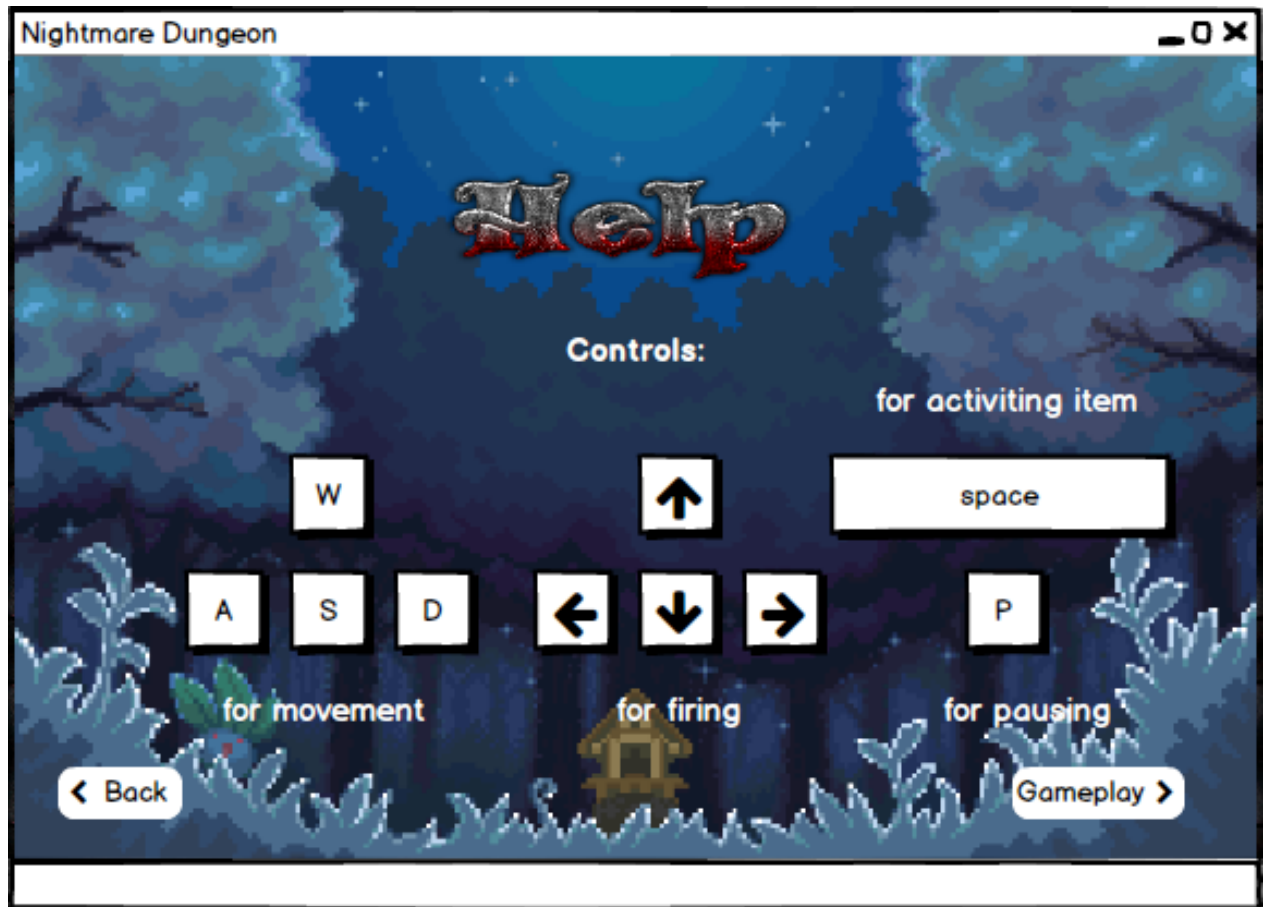 Nightmare Dungeon
Help
Controls:
for activiting item
W
space
A S D
P
for movement
for firing
for pausing
Back
Gameplay